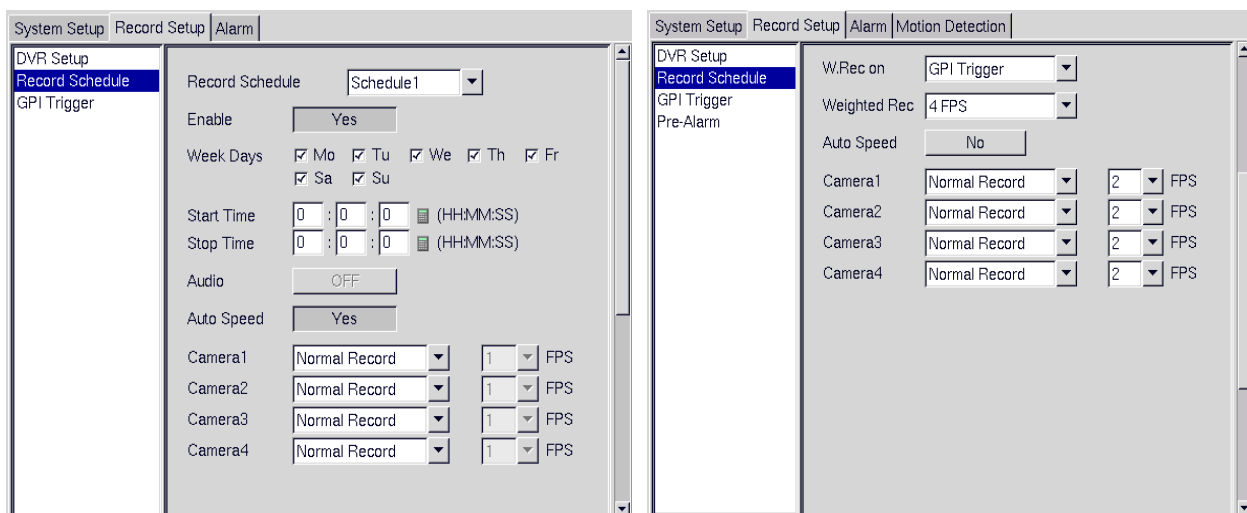 System Setup Record Setup Alarm
DVR Setup
Record Schedule
GPI Trigger
Record Schedule Schedule1
Enable Yes
Week Days Mo Tu We Th Fr
Sa Su
Start Time 0 : 0 : 0 (HH:MM:SS)
Stop Time 0 : 0 : 0 (HH:MM:SS)
Audio OFF
Auto Speed Yes
Camera1 Normal Record 1 FPS
Camera2 Normal Record 1 FPS
Camera3 Normal Record 1 FPS
Camera4 Normal Record 1 FPS
System Setup Record Setup Alarm Motion Detection
DVR Setup
Record Schedule
GPI Trigger
Pre-Alarm
W.Rec on GPI Trigger
Weighted Rec 4 FPS
Auto Speed No
Camera1 Normal Record 2 FPS
Camera2 Normal Record 2 FPS
Camera3 Normal Record 2 FPS
Camera4 Normal Record 2 FPS